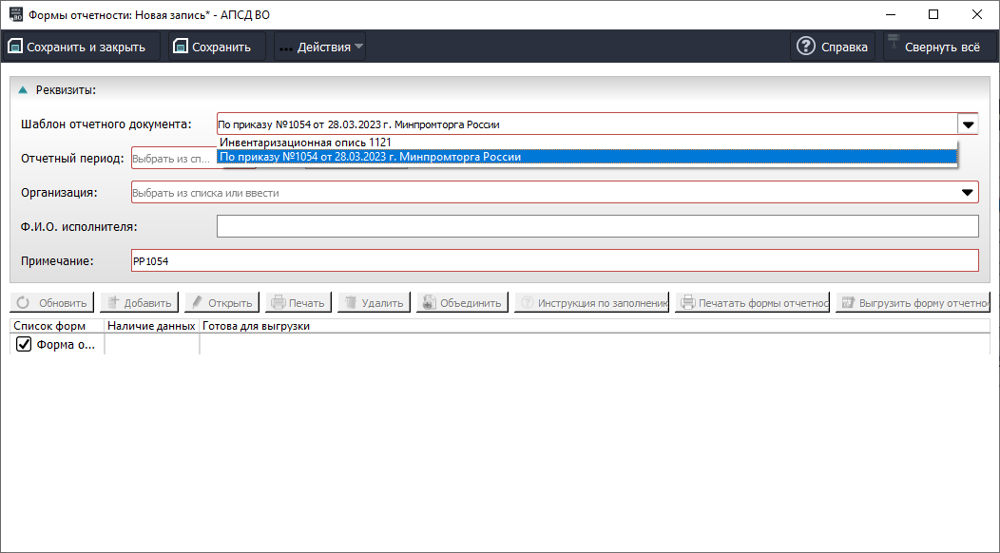 Формы отчетности: Новая запись* - АПСД ВО
Сохранить и закрыть
Сохранить
... Действия
Справка
Свернуть всё
Реквизиты:
Шаблон отчетного документа:
По приказу №1054 от 28.03.2023 г. Минпромторга России
Инвентаризационная опись 1121
По приказу №1054 от 28.03.2023 г. Минпромторга России
Отчетный период:
Выбрать из сп...
Организация:
Выбрать из списка или ввести
Ф.И.О. исполнителя:
Примечание:
РР1054
Обновить
Добавить
Открыть
Печать
Удалить
Объединить
Инструкция по заполнени
Печатать формы отчетнос
Выгрузить форму отчетно
Список форм
Наличие данных
Готова для выгрузки
Форма о...